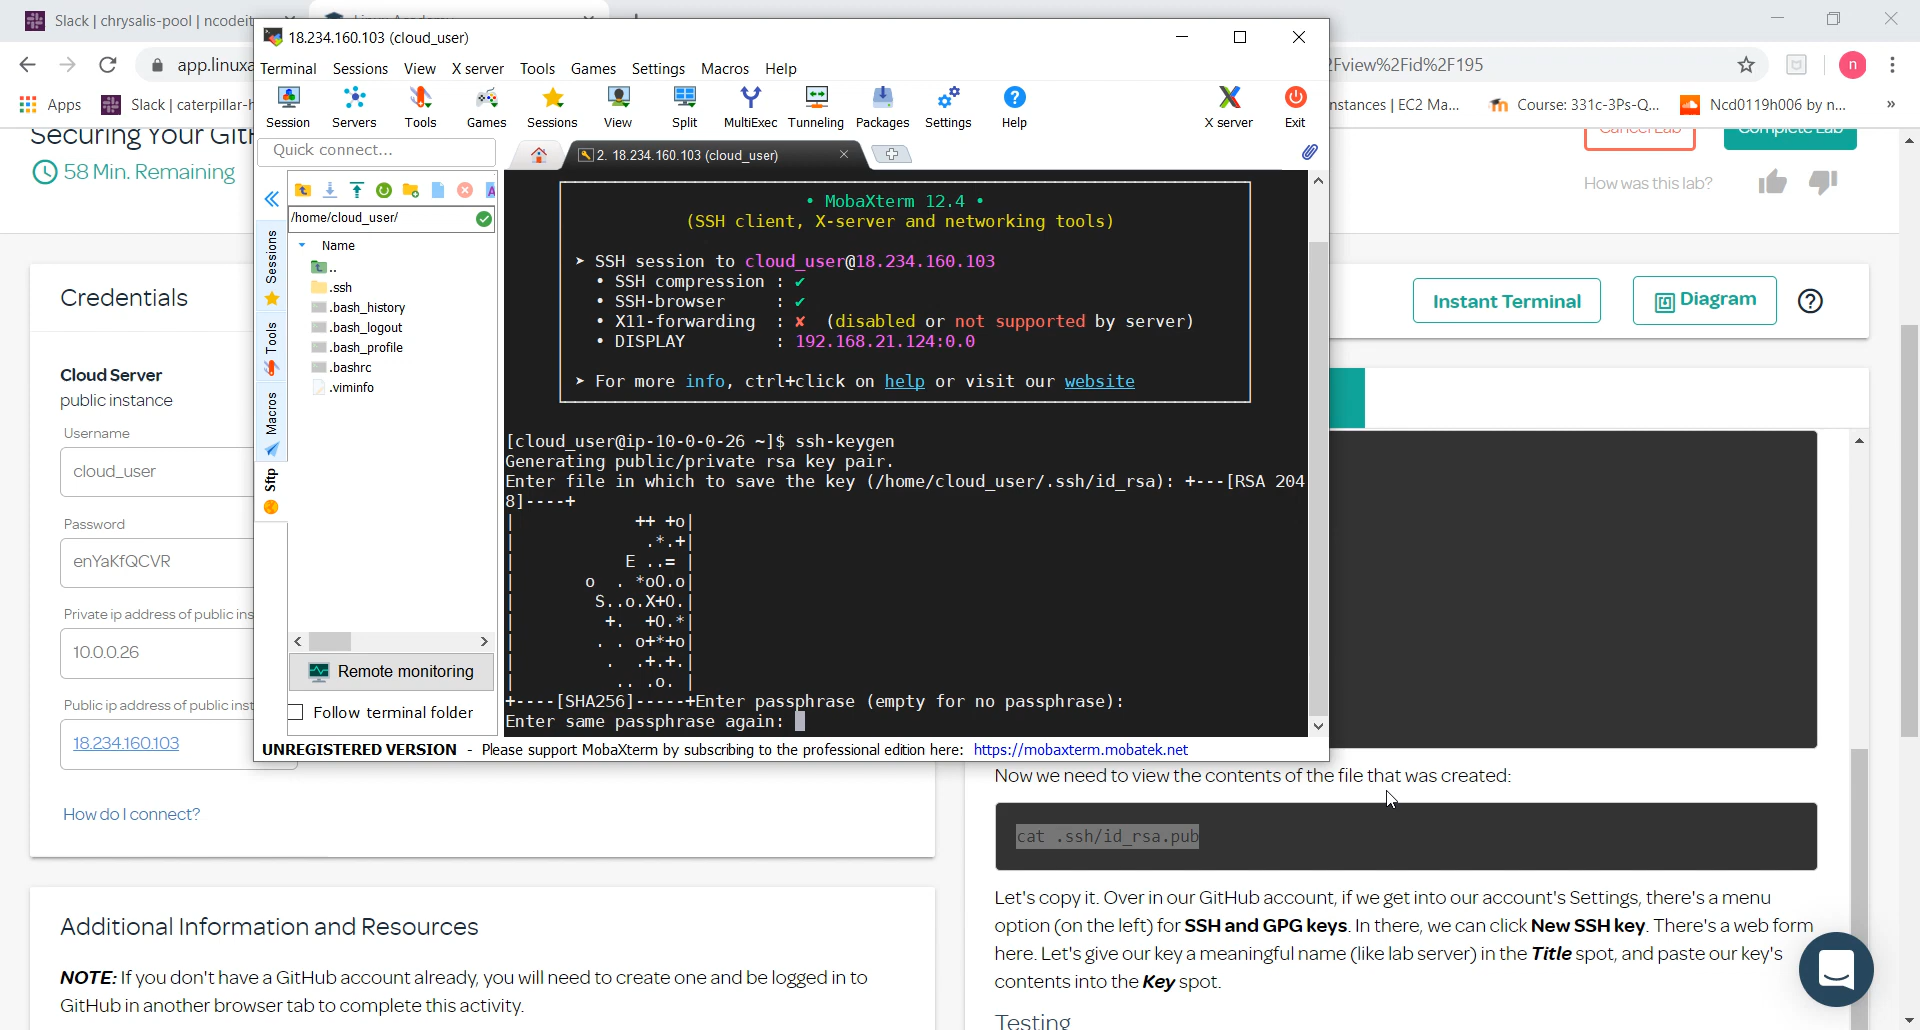 Slack | chrysalis-pool | ncodeit
app.linuxa
Fview%2Fid%2F195
n
Apps
Slack | caterpillar-h
nstances | EC2 Ma...
Course: 331c-3Ps-Q...
Ncd0119h006 by n...
»
18.234.160.103 (cloud_user)
Terminal Sessions View X server Tools Games Settings Macros Help
Session Servers Tools Games Sessions View Split MultiExec Tunneling Packages Settings Help X server Exit
Quick connect...
2. 18.234.160.103 (cloud_user)
Securing Your GitH
58 Min. Remaining
How was this lab?
Instant Terminal
Diagram
Credentials
Cloud Server
public instance
Username
cloud_user
Password
enYaKfQCVR
Private ip address of public ins
10.0.0.26
Public ip address of public inst
18.234.160.103
How do I connect?
Additional Information and Resources
NOTE: If you don't have a GitHub account already, you will need to create one and be logged in to
GitHub in another browser tab to complete this activity.
Sessions
Tools
Macros
Sftp
/home/cloud_user/
Name
..
.ssh
.bash_history
.bash_logout
.bash_profile
.bashrc
.viminfo
Remote monitoring
Follow terminal folder
• MobaXterm 12.4 •
(SSH client, X-server and networking tools)
➤ SSH session to cloud_user@18.234.160.103
• SSH compression : ✔
• SSH-browser : ✔
• X11-forwarding : ✘ (disabled or not supported by server)
• DISPLAY : 192.168.21.124:0.0
➤ For more info, ctrl+click on help or visit our website
[cloud_user@ip-10-0-0-26 ~]$ ssh-keygen
Generating public/private rsa key pair.
Enter file in which to save the key (/home/cloud_user/.ssh/id_rsa): +---[RSA 204
8]----+
|            ++ +o|
|             .*.+|
|           E ..= |
|       o  . *oO.o|
|        S..o.X+O.|
|         +.  +O.*|
|        . . o+*+o|
|         .  .+.+.|
|          .. .o. |
+----[SHA256]-----+Enter passphrase (empty for no passphrase):
Enter same passphrase again:
UNREGISTERED VERSION - Please support MobaXterm by subscribing to the professional edition here: https://mobaxterm.mobatek.net
Now we need to view the contents of the file that was created:
cat .ssh/id_rsa.pub
Let's copy it. Over in our GitHub account, if we get into our account's Settings, there's a menu
option (on the left) for SSH and GPG keys. In there, we can click New SSH key. There's a web form
here. Let's give our key a meaningful name (like lab server) in the Title spot, and paste our key's
contents into the Key spot.
Testing